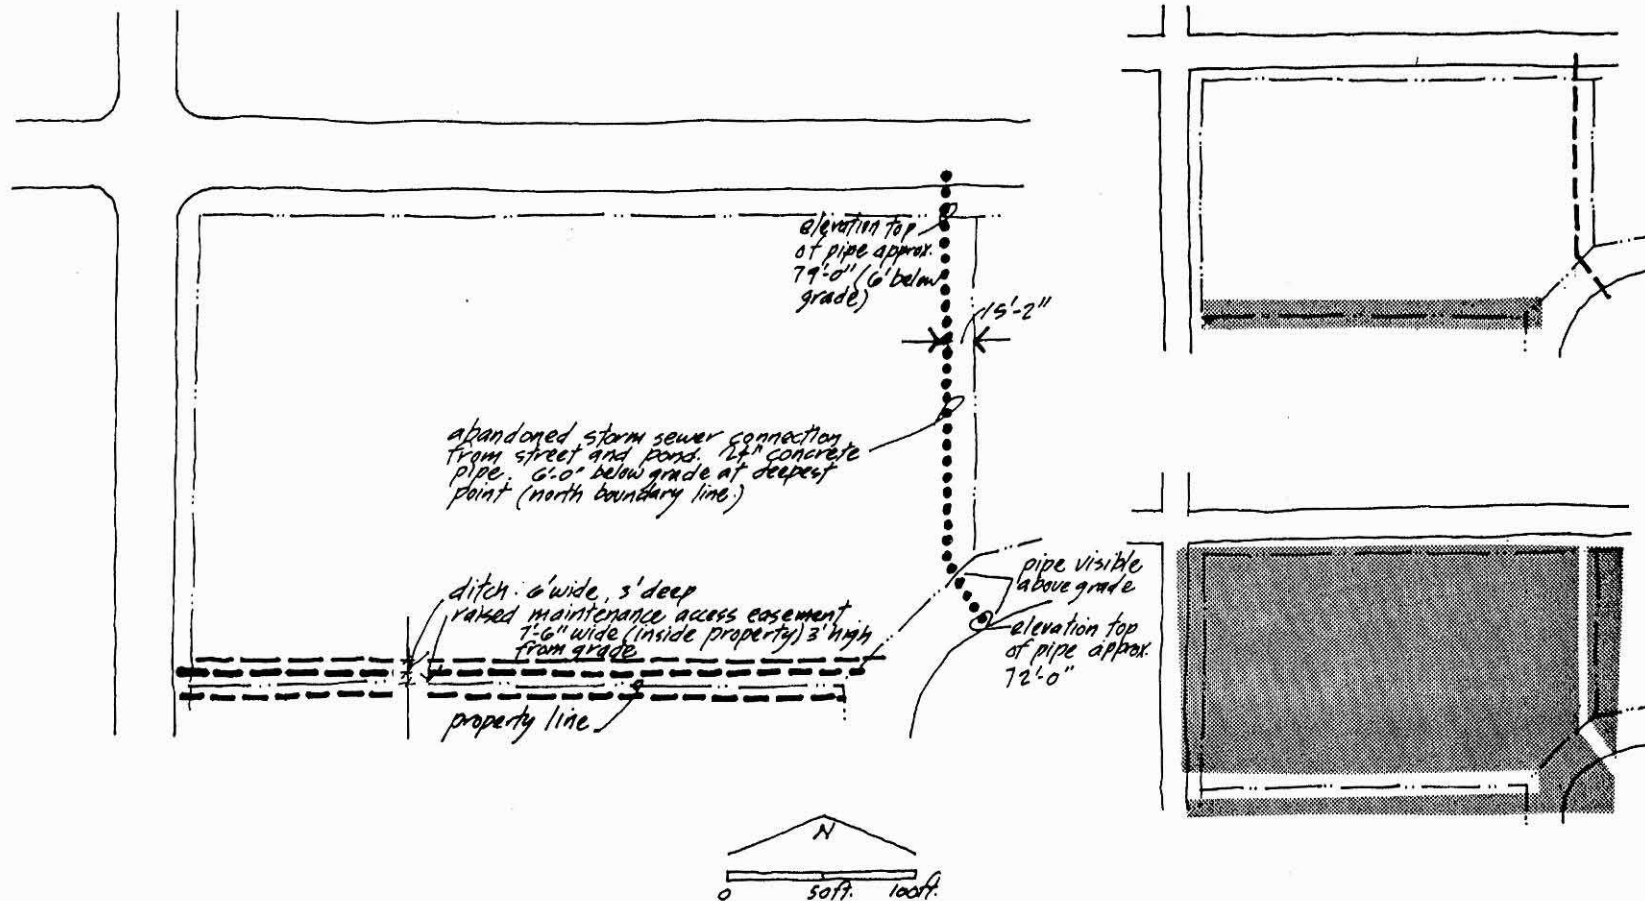 elevation top
of pipe approx.
79'-0" (6' below
grade)
15'-2"
abandoned storm sewer connection
from street and pond. 24" concrete
pipe. 6'-0" below grade at deepest
point (north boundary line.)
ditch · 6' wide, 3' deep
raised maintenance access easement
7'-6" wide (inside property) 3' high
from grade
property line
pipe visible
above grade
elevation top
of pipe approx.
72'-0"
N
0 50ft. 100ft.